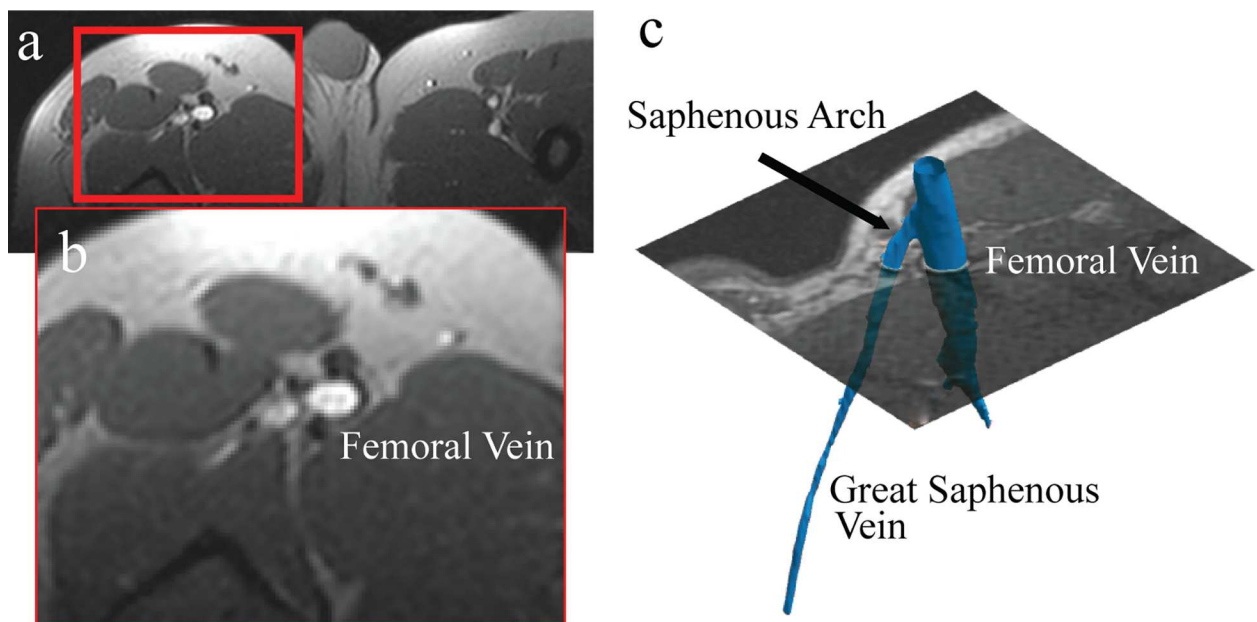 a
b
Femoral Vein
c
Saphenous Arch
Femoral Vein
Great Saphenous
Vein